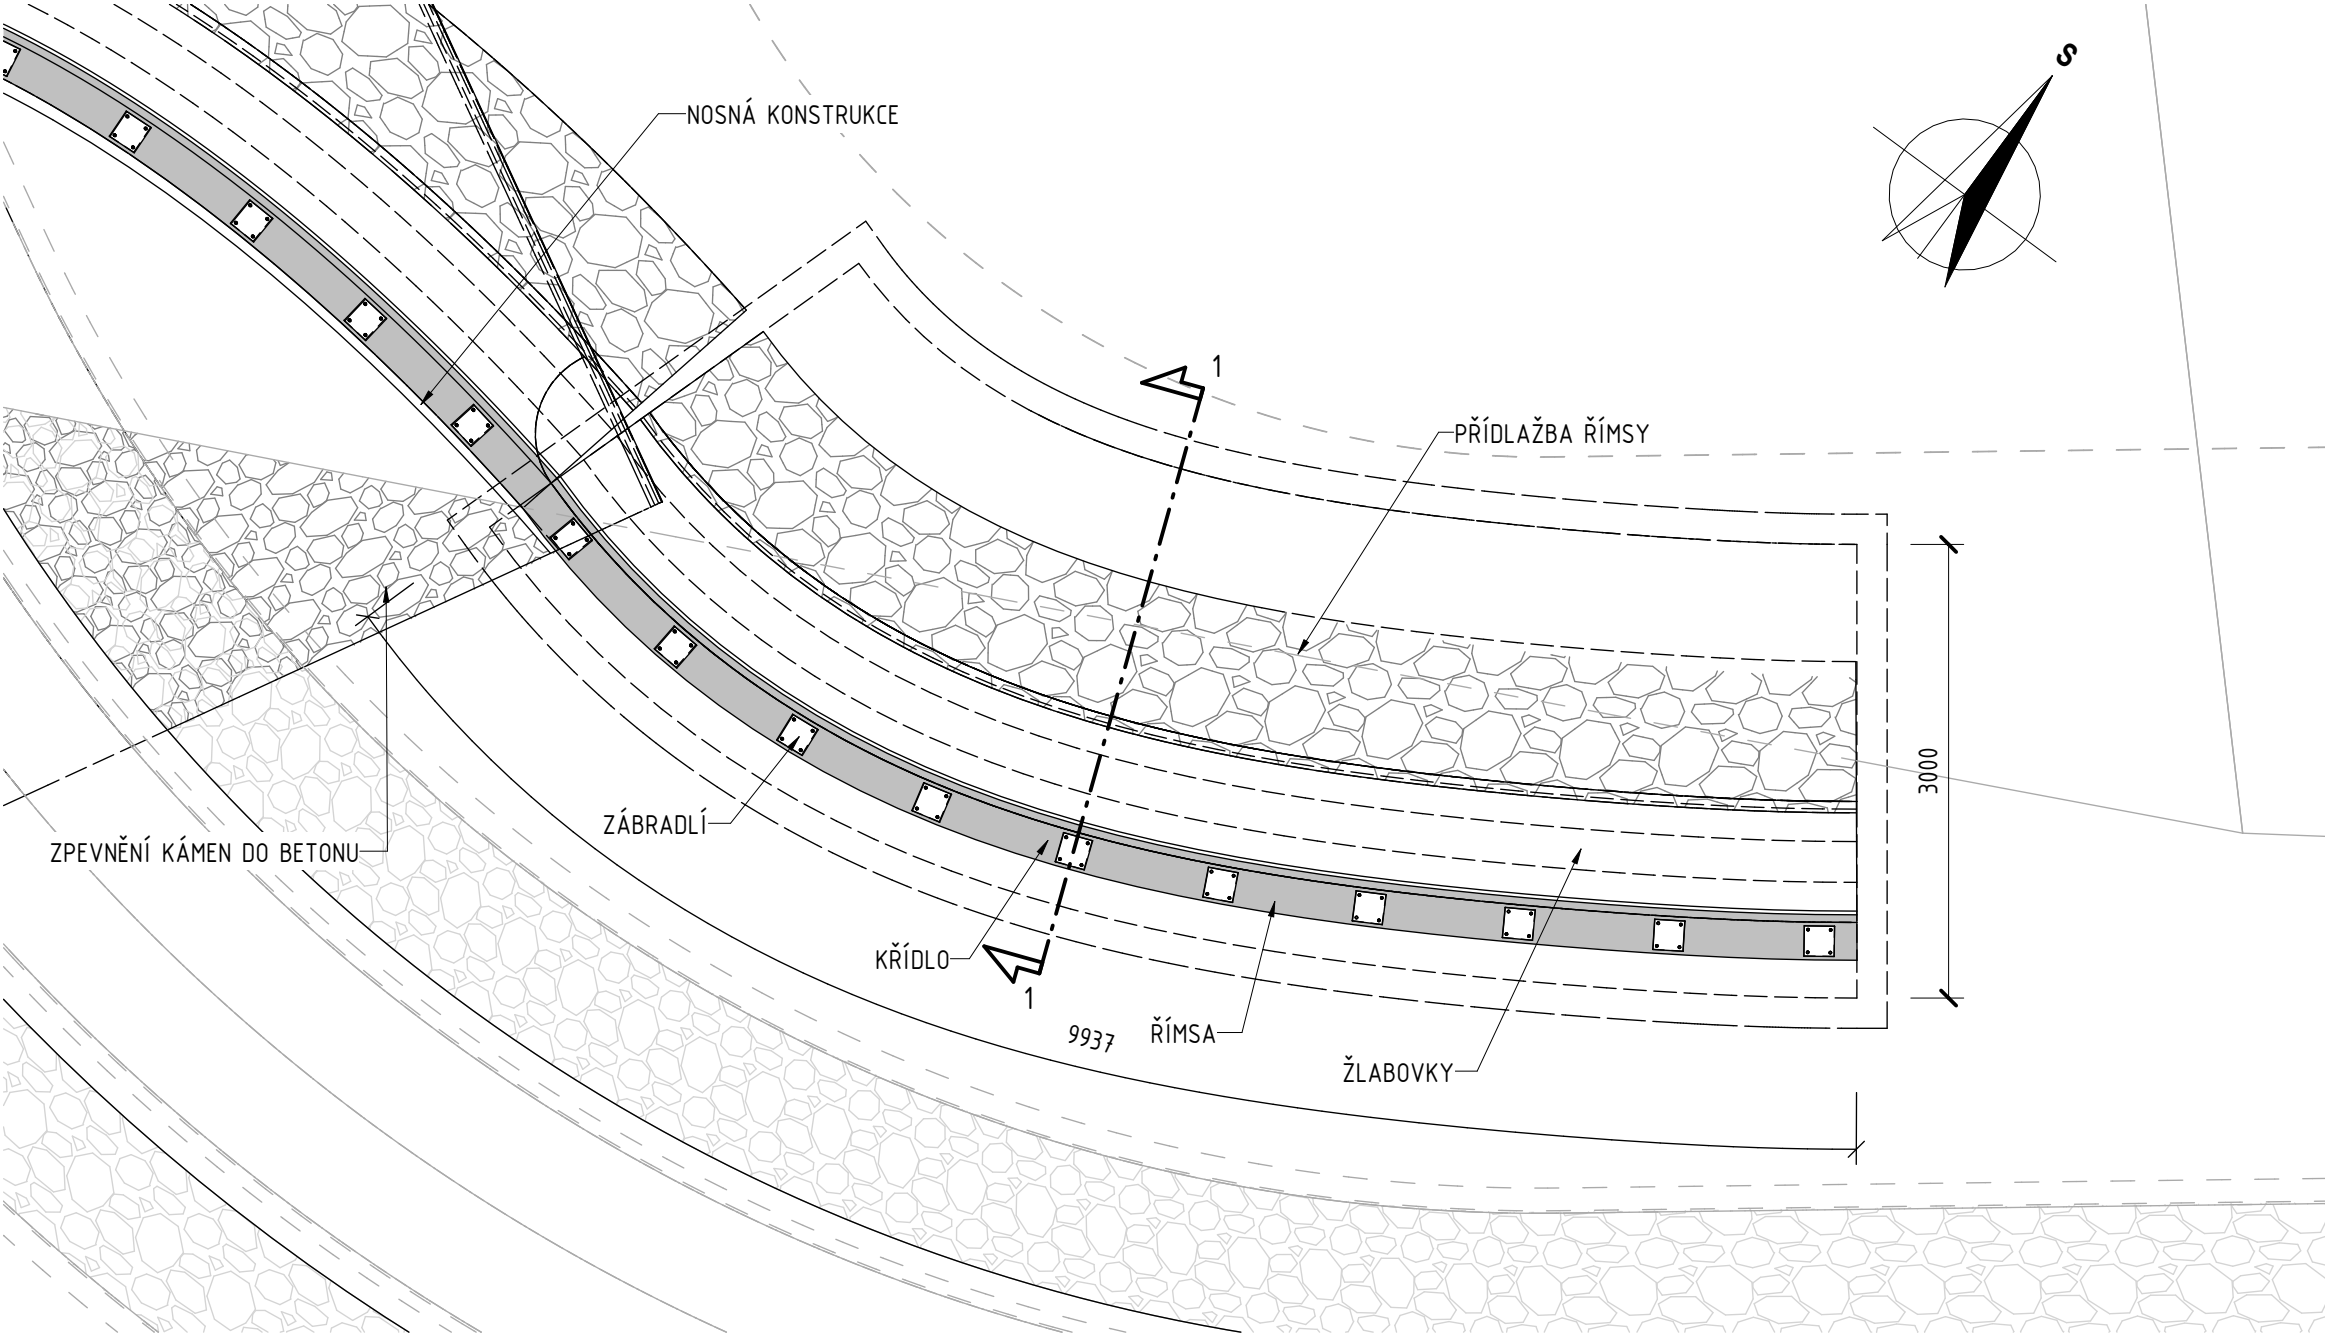 S
NOSNÁ KONSTRUKCE
1
PŘÍDLAŽBA ŘÍMSY
3000
ZÁBRADLÍ
ZPEVNĚNÍ KÁMEN DO BETONU
KŘÍDLO
1
9937
ŘÍMSA
ŽLABOVKY